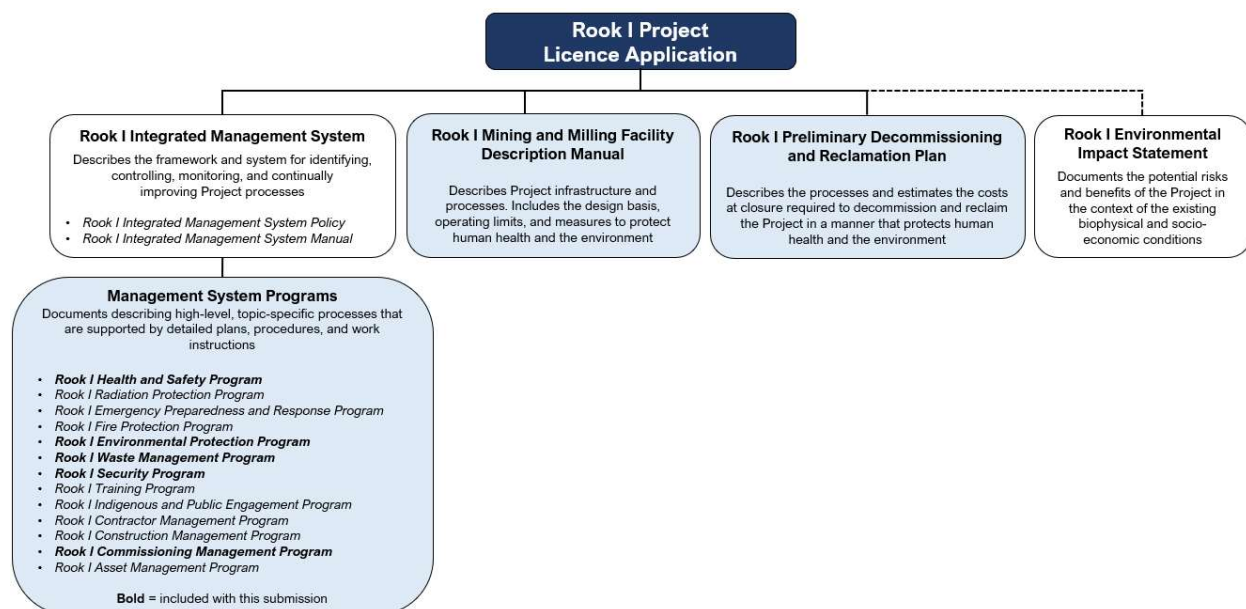 Rook I Project
Licence Application
Rook I Integrated Management System
Describes the framework and system for identifying,
controlling, monitoring, and continually
improving Project processes
• Rook I Integrated Management System Policy
• Rook I Integrated Management System Manual
Rook I Mining and Milling Facility
Description Manual
Describes Project infrastructure and
processes. Includes the design basis,
operating limits, and measures to protect
human health and the environment
Rook I Preliminary Decommissioning
and Reclamation Plan
Describes the processes and estimates the costs
at closure required to decommission and reclaim
the Project in a manner that protects human
health and the environment
Rook I Environmental
Impact Statement
Documents the potential risks
and benefits of the Project in
the context of the existing
biophysical and socio-
economic conditions
Management System Programs
Documents describing high-level, topic-specific processes that
are supported by detailed plans, procedures, and work
instructions
• Rook I Health and Safety Program
• Rook I Radiation Protection Program
• Rook I Emergency Preparedness and Response Program
• Rook I Fire Protection Program
• Rook I Environmental Protection Program
• Rook I Waste Management Program
• Rook I Security Program
• Rook I Training Program
• Rook I Indigenous and Public Engagement Program
• Rook I Contractor Management Program
• Rook I Construction Management Program
• Rook I Commissioning Management Program
• Rook I Asset Management Program
Bold = included with this submission